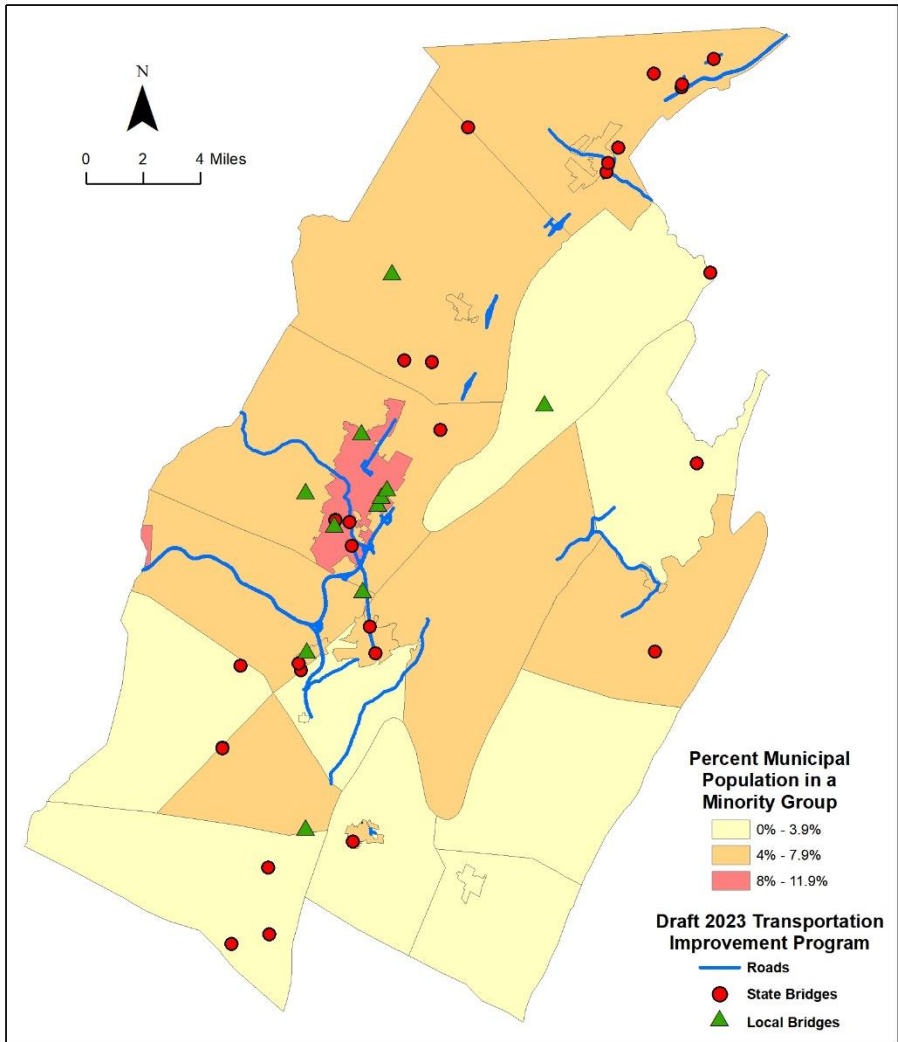 N
0 2 4 Miles
Percent Municipal
Population in a
Minority Group
0% - 3.9%
4% - 7.9%
8% - 11.9%
Draft 2023 Transportation
Improvement Program
Roads
State Bridges
Local Bridges